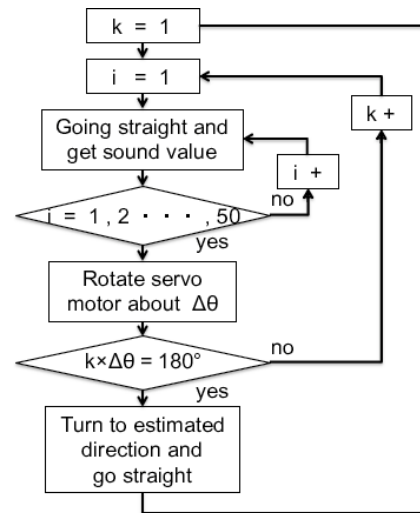 k = 1
i = 1
k +
Going straight and
get sound value
i +
i = 1 , 2 ・ ・ ・ , 50
no
yes
Rotate servo
motor about Δθ
k×Δθ = 180°
no
yes
Turn to estimated
direction and
go straight